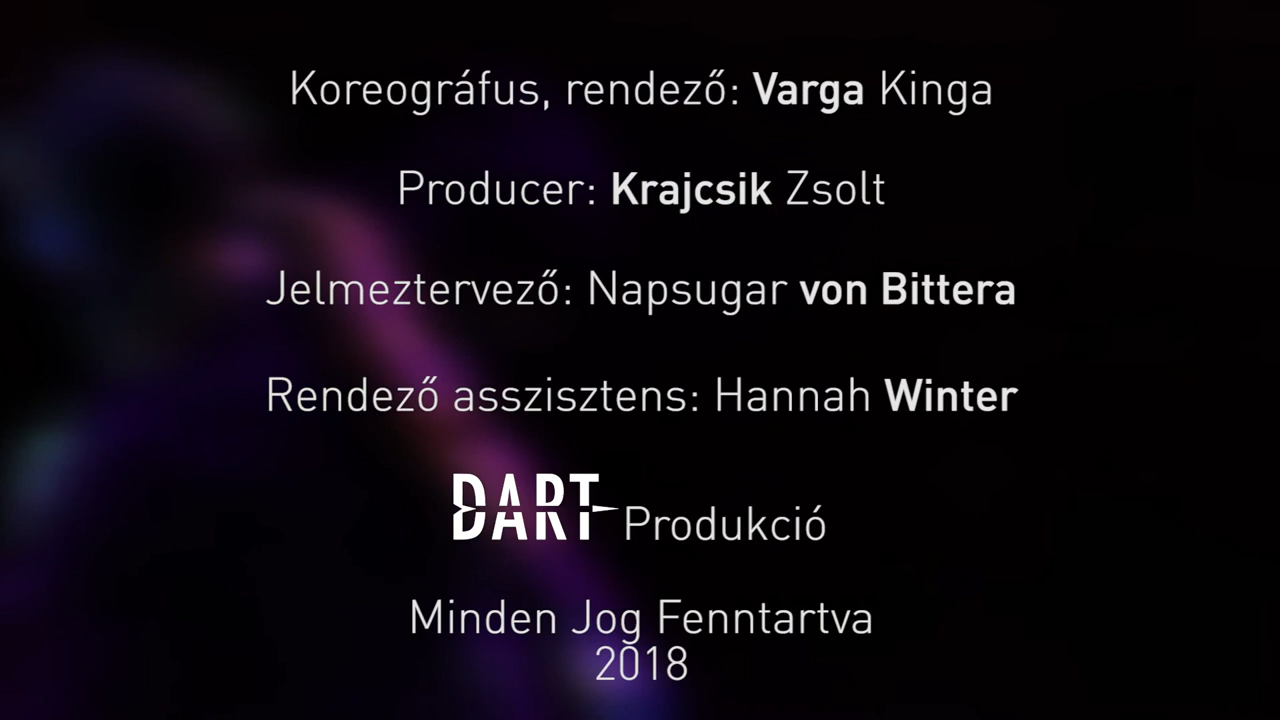 Koreográfus, rendező: Varga Kinga
Producer: Krajcsik Zsolt
Jelmeztervező: Napsugar von Bittera
Rendező asszisztens: Hannah Winter
DART Produkció
Minden Jog Fenntartva
2018